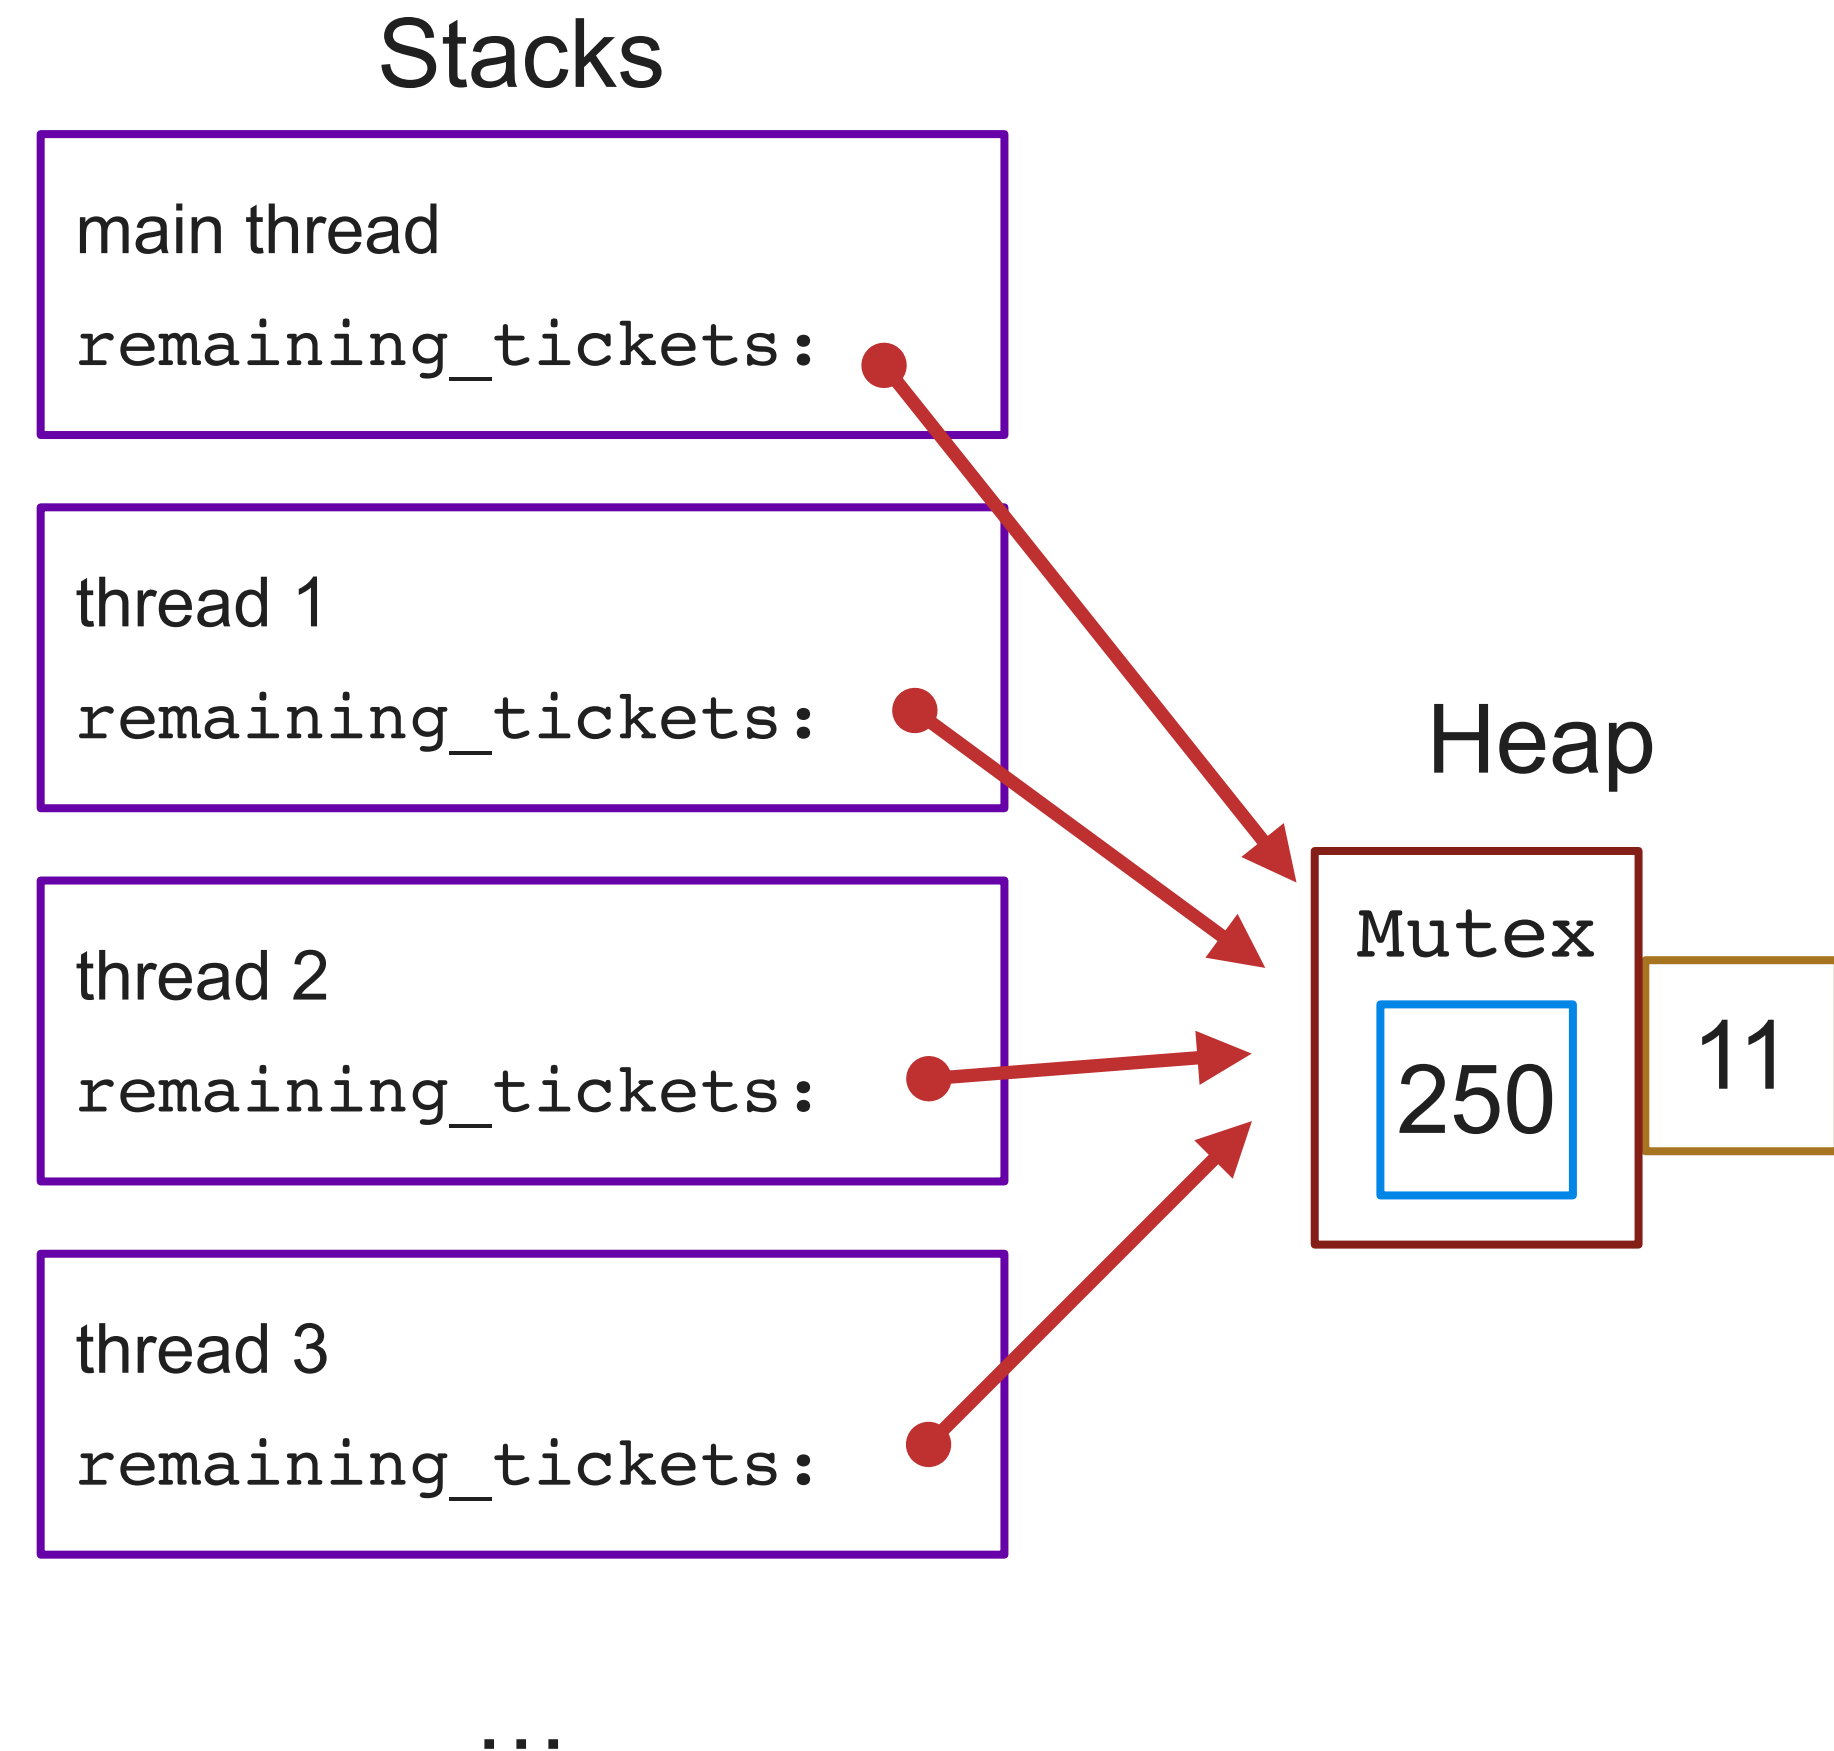 Stacks
main thread
remaining_tickets:
thread 1
remaining_tickets:
thread 2
remaining_tickets:
thread 3
remaining_tickets:
...
Heap
Mutex
250
11